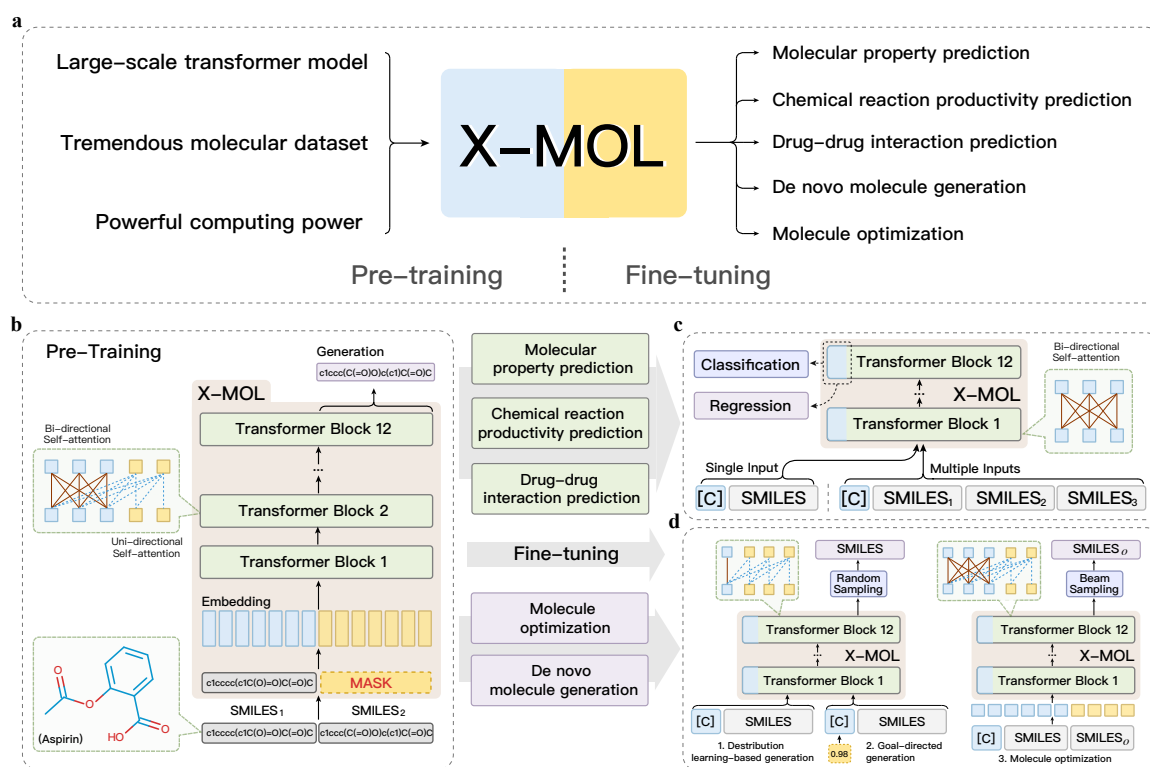 a
Large-scale transformer model
Tremendous molecular dataset
Powerful computing power
X-MOL
Molecular property prediction
Chemical reaction productivity prediction
Drug-drug interaction prediction
De novo molecule generation
Molecule optimization
Pre-training
Fine-tuning
b
Pre-Training
Generation
c1ccc(C(=O)O)c(c1)C(=O)C
X-MOL
Transformer Block 12
...
Bi-directional
Self-attention
Transformer Block 2
Uni-directional
Self-attention
Transformer Block 1
Embedding
c1cccc(c1C(O)=O)C(=O)C
MASK
SMILES₁
SMILES₂
c1cccc(c1C(O)=O)C(=O)C
c1ccc(C(=O)O)c(c1)C(=O)C
O
O
O
HO
O
(Aspirin)
Molecular
property prediction
Chemical reaction
productivity prediction
Drug-drug
interaction prediction
Fine-tuning
Molecule
optimization
De novo
molecule generation
c
Classification
Regression
Transformer Block 12
...
X-MOL
Transformer Block 1
Bi-directional
Self-attention
Single Input
Multiple Inputs
[C]
SMILES
[C]
SMILES₁
SMILES₂
SMILES₃
d
SMILES
Random
Sampling
Transformer Block 12
...
X-MOL
Transformer Block 1
[C]
SMILES
[C]
SMILES
0.98
1. Destribution
learning-based generation
2. Goal-directed
generation
SMILESₒ
Beam
Sampling
Transformer Block 12
...
X-MOL
Transformer Block 1
[C]
SMILES
SMILESₒ
3. Molecule optimization